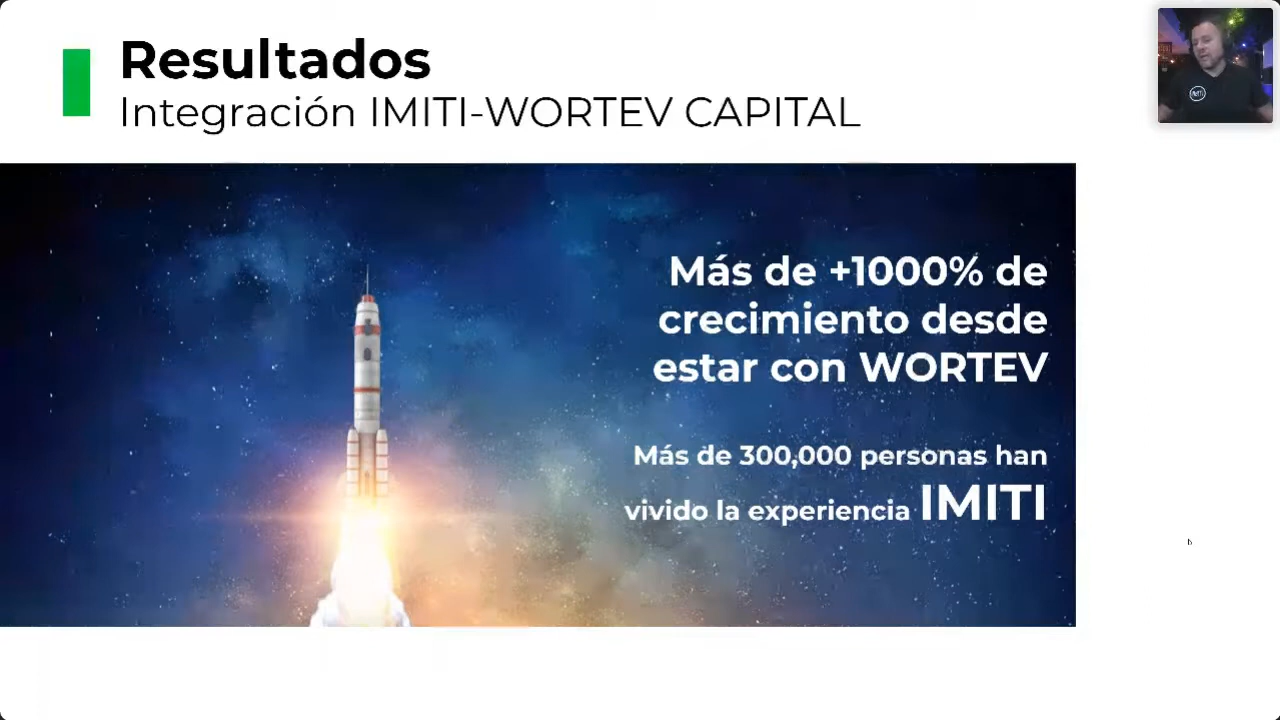 Resultados
Integración IMITI-WORTEV CAPITAL
Más de +1000% de
crecimiento desde
estar con WORTEV
Más de 300,000 personas han
vivido la experiencia IMITI
IMITI